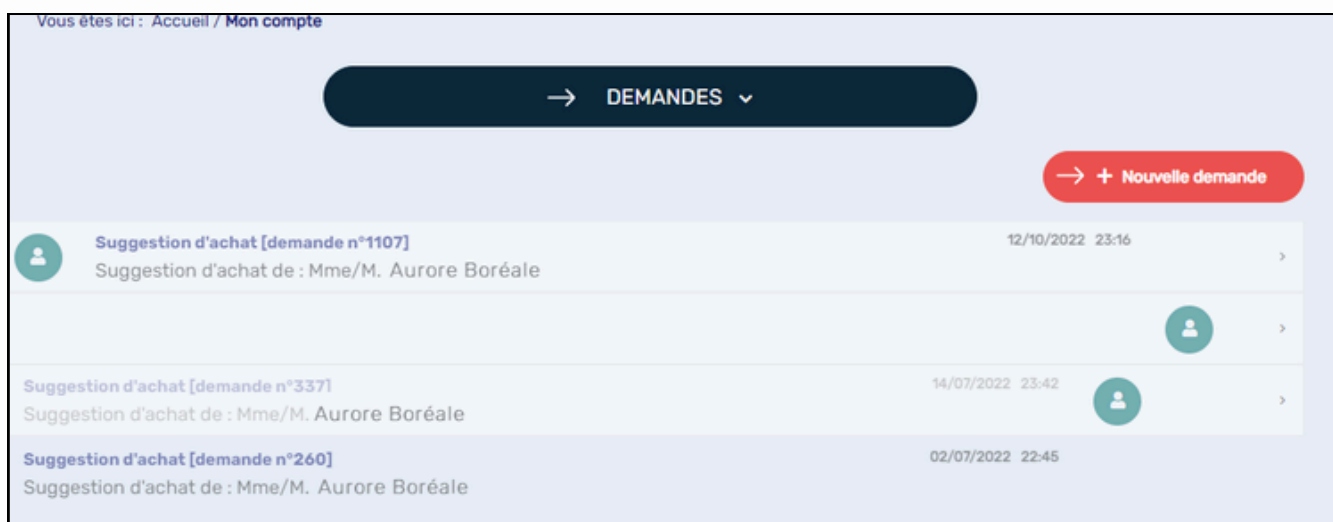 Vous êtes ici : Accueil / Mon compte
→ DEMANDES
→ + Nouvelle demande
Suggestion d'achat [demande n°1107] 12/10/2022 23:16
Suggestion d'achat de : Mme/M. Aurore Boréale
Suggestion d'achat [demande n°337] 14/07/2022 23:42
Suggestion d'achat de : Mme/M. Aurore Boréale
Suggestion d'achat [demande n°260] 02/07/2022 22:45
Suggestion d'achat de : Mme/M. Aurore Boréale